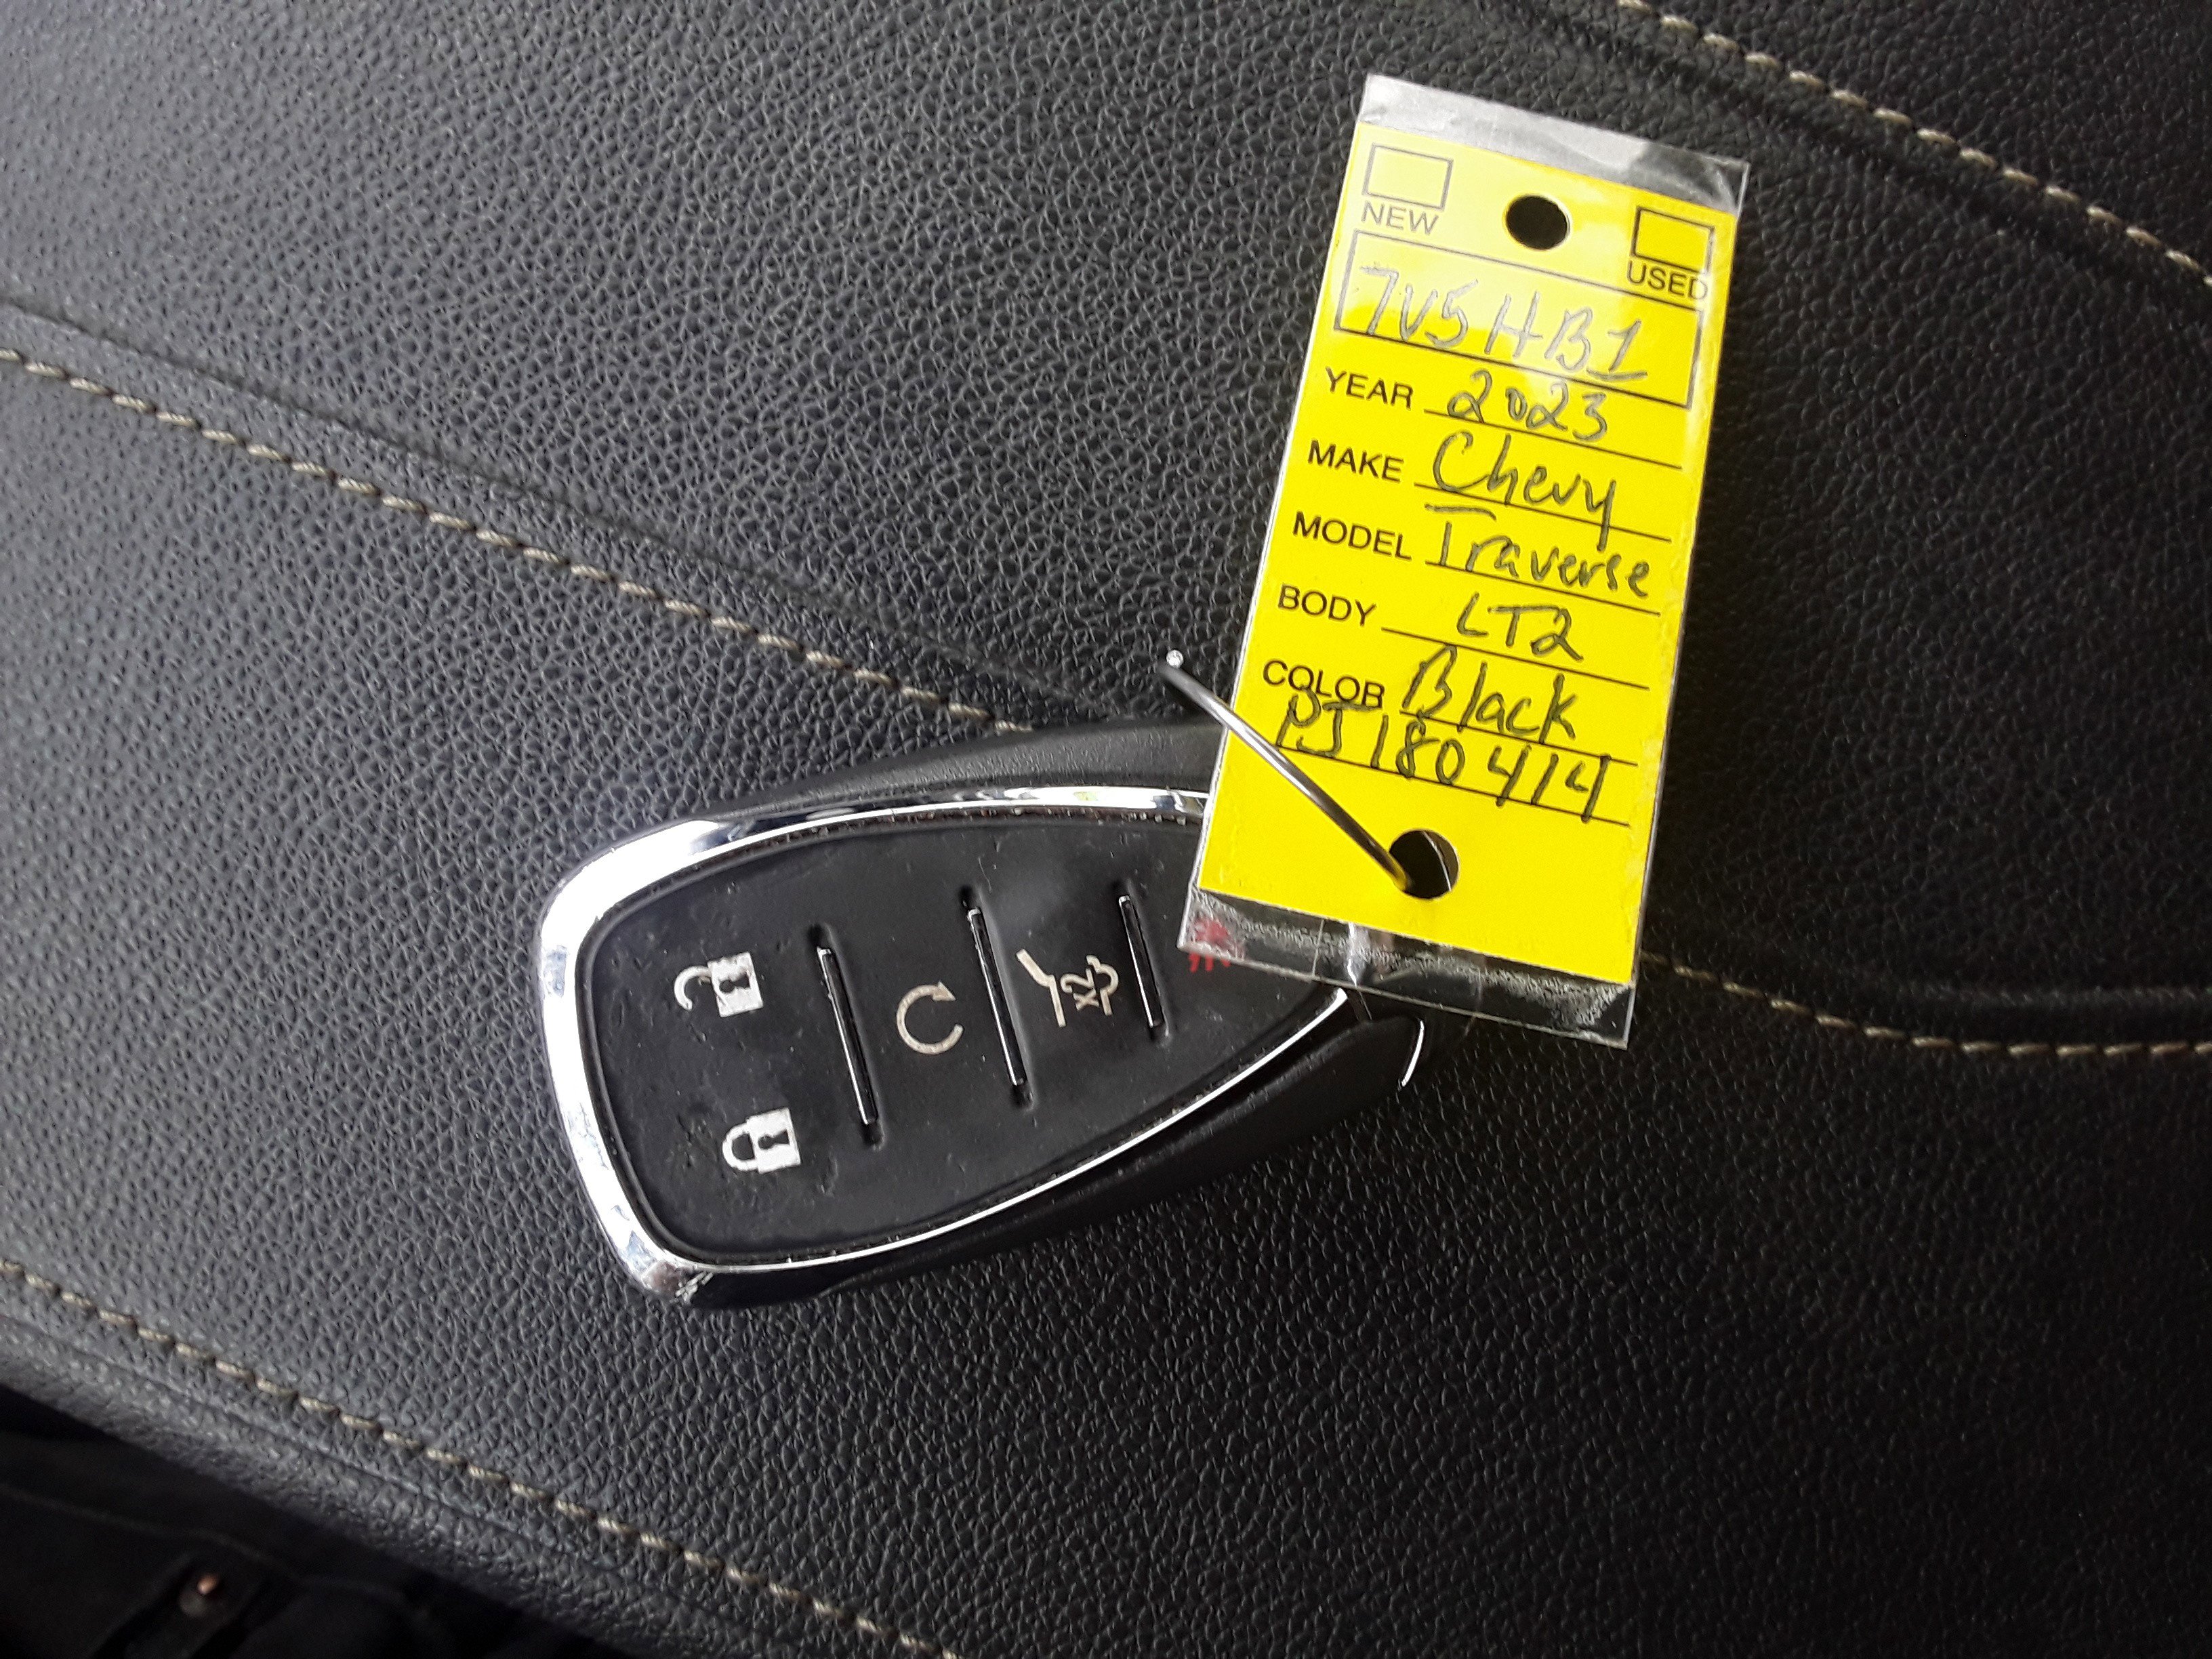 NEW
USED
7V5HB1
YEAR 2023
MAKE Chevy
MODEL Traverse
BODY LT2
COLOR Black
PJ180414
X2